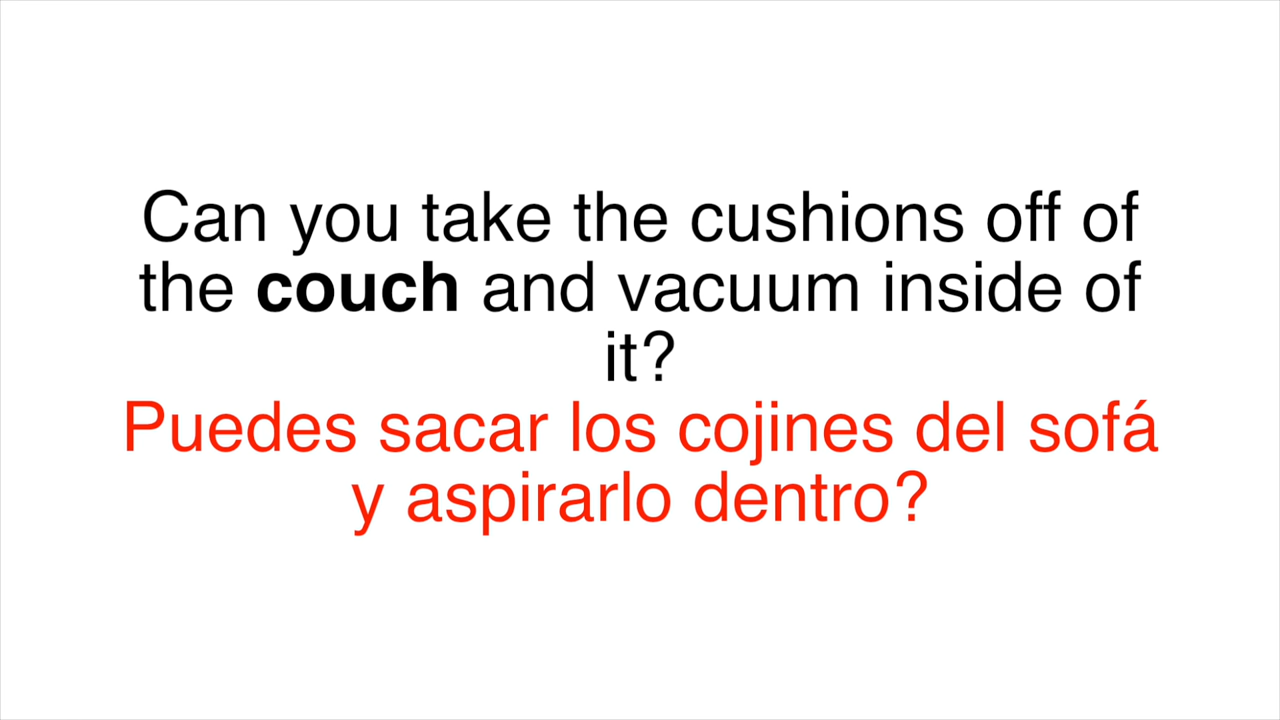 Can you take the cushions off of
the couch and vacuum inside of
it?
Puedes sacar los cojines del sofá
y aspirarlo dentro?